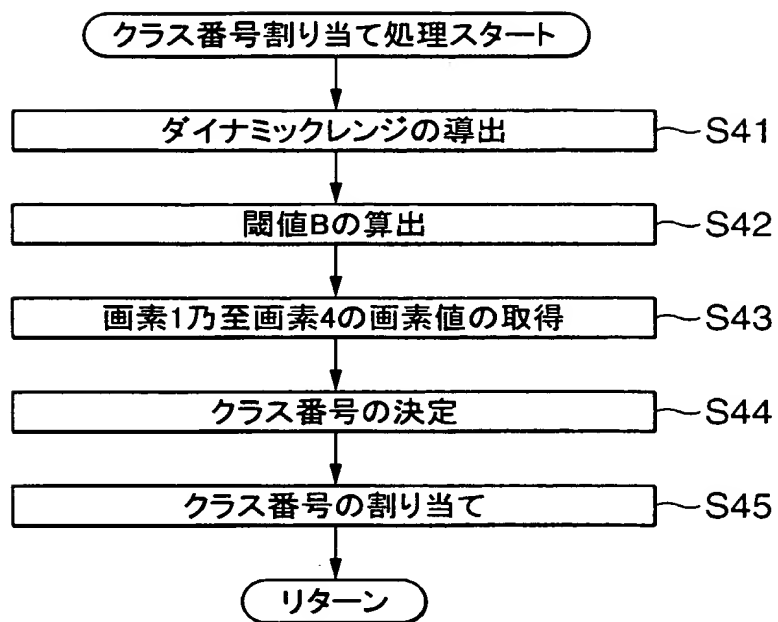 クラス番号割り当て処理スタート
ダイナミックレンジの導出
S41
閾値Bの算出
S42
画素1乃至画素4の画素値の取得
S43
クラス番号の決定
S44
クラス番号の割り当て
S45
リターン